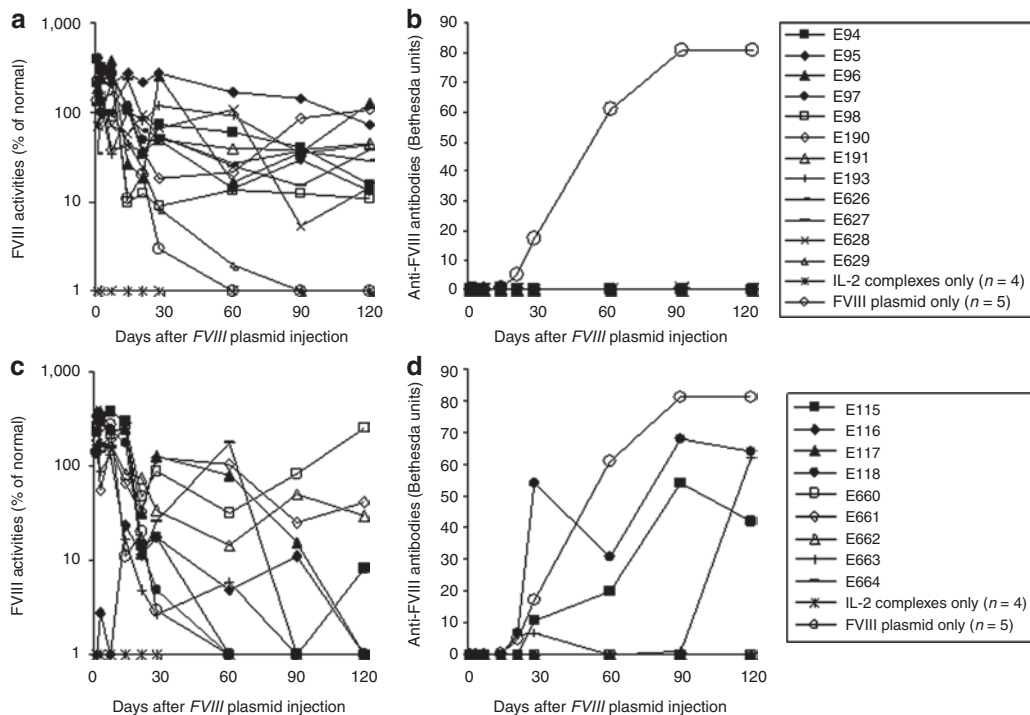 a
1,000
100
10
1
FVIII activities (% of normal)
0 30 60 90 120
Days after FVIII plasmid injection
b
90
80
70
60
50
40
30
20
10
0
Anti-FVIII antibodies (Bethesda units)
0 30 60 90 120
Days after FVIII plasmid injection
E94
E95
E96
E97
E98
E190
E191
E193
E626
E627
E628
E629
IL-2 complexes only (n = 4)
FVIII plasmid only (n = 5)
c
1,000
100
10
1
FVIII activities (% of normal)
0 30 60 90 120
Days after FVIII plasmid injection
d
90
80
70
60
50
40
30
20
10
0
Anti-FVIII antibodies (Bethesda units)
0 30 60 90 120
Days after FVIII plasmid injection
E115
E116
E117
E118
E660
E661
E662
E663
E664
IL-2 complexes only (n = 4)
FVIII plasmid only (n = 5)